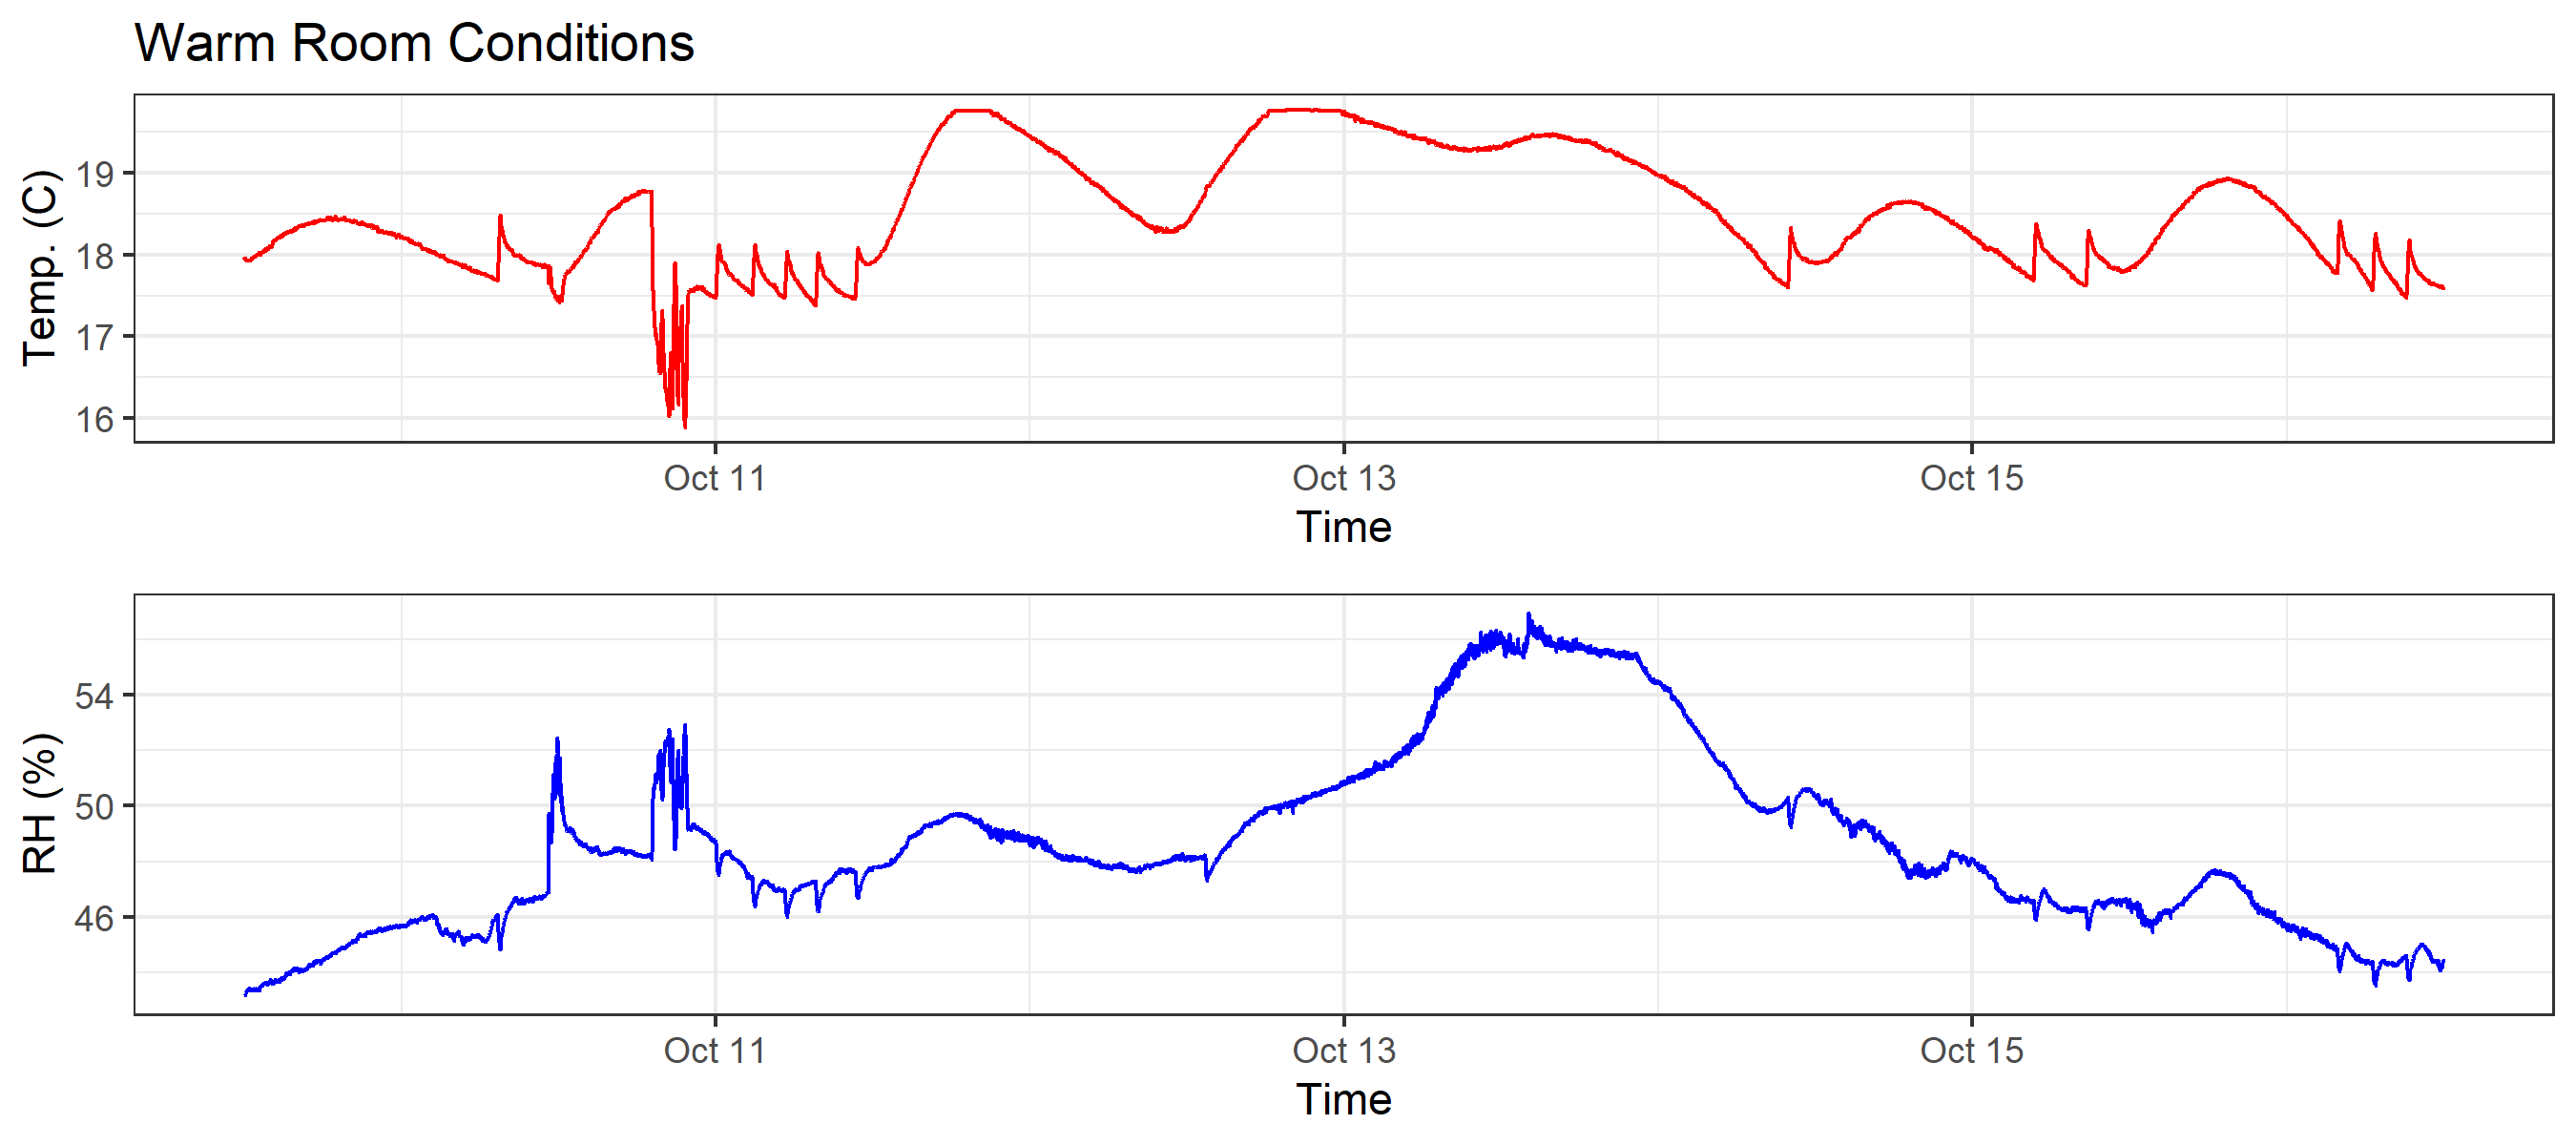 Warm Room Conditions
Temp. (C)
19
18
17
16
Oct 11 Oct 13 Oct 15
Time
RH (%)
54
50
46
Oct 11 Oct 13 Oct 15
Time